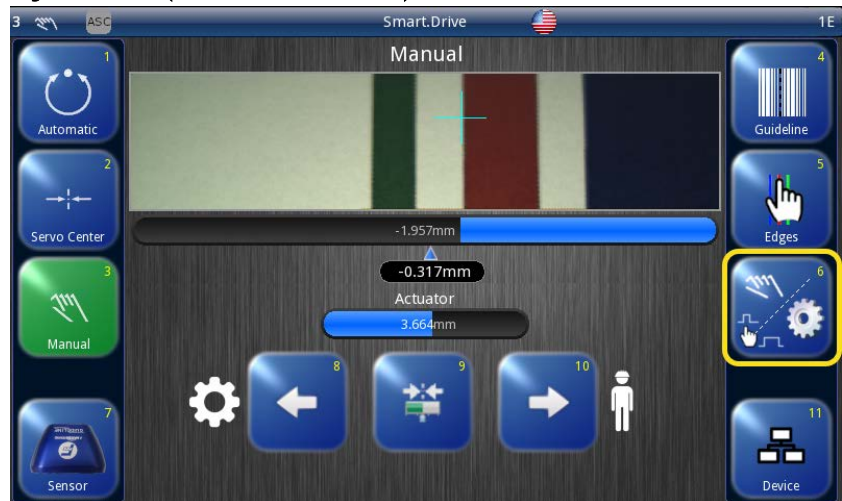 3 ASC Smart.Drive 1E
Manual
1
Automatic
2
Servo Center
3
Manual
7
Sensor
-1.957mm
-0.317mm
Actuator
3.664mm
8
9
10
4
Guideline
5
Edges
6
11
Device